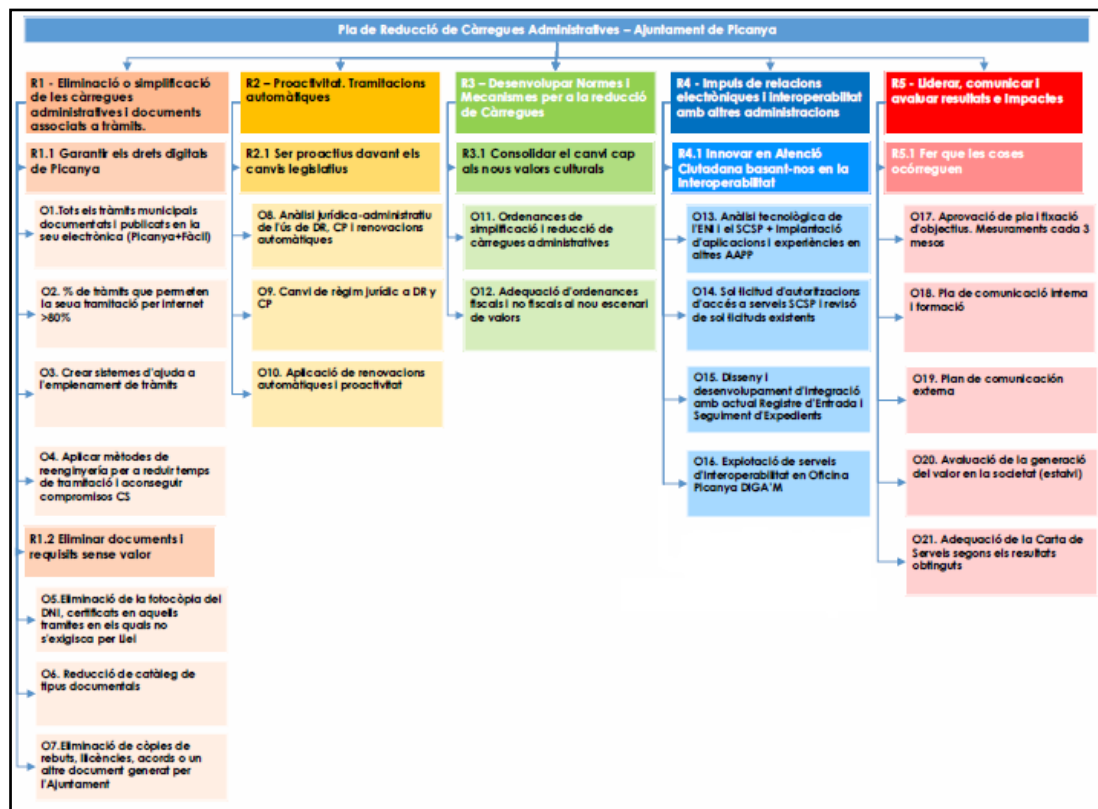 Pla de Reducció de Càrregues Administratives – Ajuntament de Picanya
R1 - Eliminació o simplificació
de les càrregues
administratives i documents
associats a tràmits.
R1.1 Garantir els drets digitals
de Picanya
O1.Tots els tràmits municipals
documentats i publicats en la
seu electrònica (Picanya+Fàcil)
O2. % de tràmits que permeten
la seua tramitació per internet
>80%
O3. Crear sistemes d'ajuda a
l'emplenament de tràmits
O4. Aplicar mètodes de
reenginyería per a reduir temps
de tramitació i aconseguir
compromisos CS
R1.2 Eliminar documents i
requisits sense valor
O5.Eliminació de la fotocòpia del
DNI, certificats en aquells
tramites en els quals no
s'exigisca per Llei
O6. Reducció de catàleg de
tipus documentals
O7.Eliminació de còpies de
rebuts, llicències, acords o un
altre document generat per
l'Ajuntament
R2 – Proactivitat. Tramitacions
automàtiques
R2.1 Ser proactius davant els
canvis legislatius
O8. Anàlisi jurídica-administratiu
de l'ús de DR, CP i renovacions
automàtiques
O9. Canvi de règim jurídic a DR y
CP
O10. Aplicació de renovacions
automàtiques i proactivitat
R3 – Desenvolupar Normes i
Mecanismes per a la reducció
de Càrregues
R3.1 Consolidar el canvi cap
als nous valors culturals
O11. Ordenances de
simplificació i reducció de
càrregues administratives
O12. Adequació d'ordenances
fiscals i no fiscals al nou escenari
de valors
R4 - Impuls de relacions
electròniques i interoperabilitat
amb altres administracions
R4.1 Innovar en Atenció
Ciutadana basant-nos en la
Interoperabilitat
O13. Anàlisi tecnològica de
l'ENI i el SCSP + Implantació
d'aplicacions i experiències en
altres AAPP
O14. Sol·licitud d'autoritzacions
d'accés a serveis SCSP i revisó
de sol·licituds existents
O15. Disseny i
desenvolupament d'integració
amb actual Registre d'Entrada i
Seguiment d'Expedients
O16. Explotació de serveis
d'Interoperabilitat en Oficina
Picanya DIGA'M
R5 - Liderar, comunicar i
avaluar resultats e Impactes
R5.1 Fer que les coses
ocórreguen
O17. Aprovació de pla i fixació
d'objectius. Mesuraments cada 3
mesos
O18. Pla de comunicació interna
i formació
O19. Plan de comunicación
externa
O20. Avaluació de la generació
del valor en la societat (estalvi)
O21. Adequació de la Carta de
Serveis segons els resultats
obtinguts